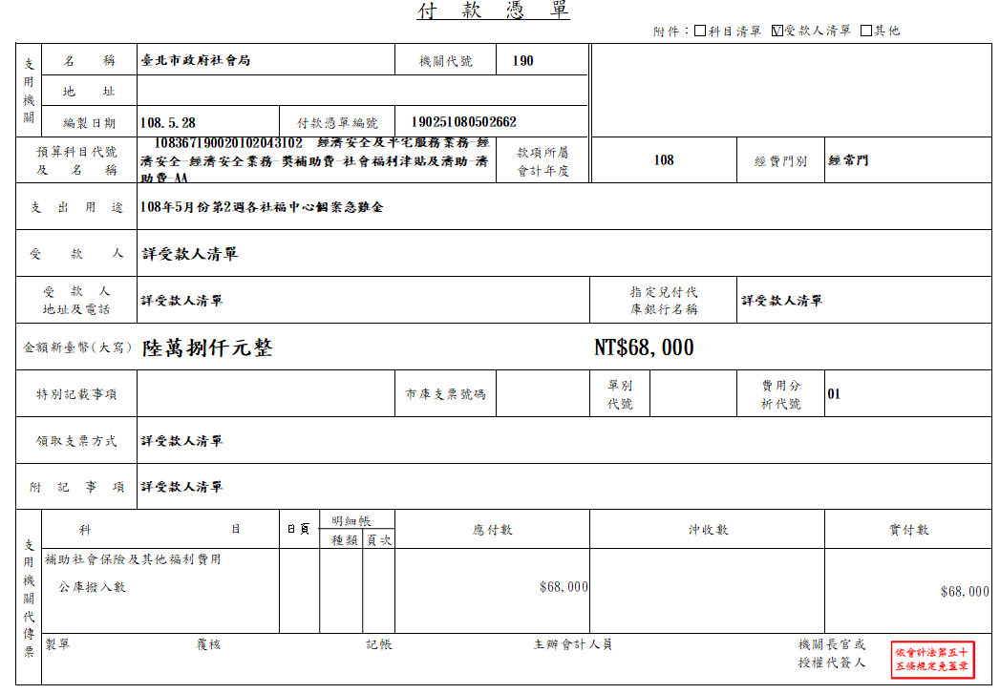 付款憑單
附件：□科目清單 ☑受款人清單 □其他
支用機關
名稱 臺北市政府社會局 機關代號 190
地址
編製日期 108.5.28 付款憑單編號 190251080502662
預算科目代號及名稱
108367190020102043102 經濟安全及平宅服務業務-經
濟安全-經濟安全業務-獎補助費-社會福利津貼及濟助-濟
助費-AA
款項所屬會計年度 108 經費門別 經常門
支出用途 108年5月份第2週各社福中心個案急難金
受款人 詳受款人清單
受款人地址及電話 詳受款人清單 指定兌付代庫銀行名稱 詳受款人清單
金額新臺幣(大寫) 陸萬捌仟元整 NT$68,000
特別記載事項 市庫支票號碼 單別代號 費用分析代號 01
領取支票方式 詳受款人清單
附記事項 詳受款人清單
支用機關代傳票
科目 日頁 明細帳 應付數 沖收數 實付數
種類 頁次
補助社會保險及其他福利費用
公庫撥入數 $68,000 $68,000
製單 覆核 記帳 主辦會計人員 機關長官或
授權代簽人
依會計法第五十
五條規定免蓋章